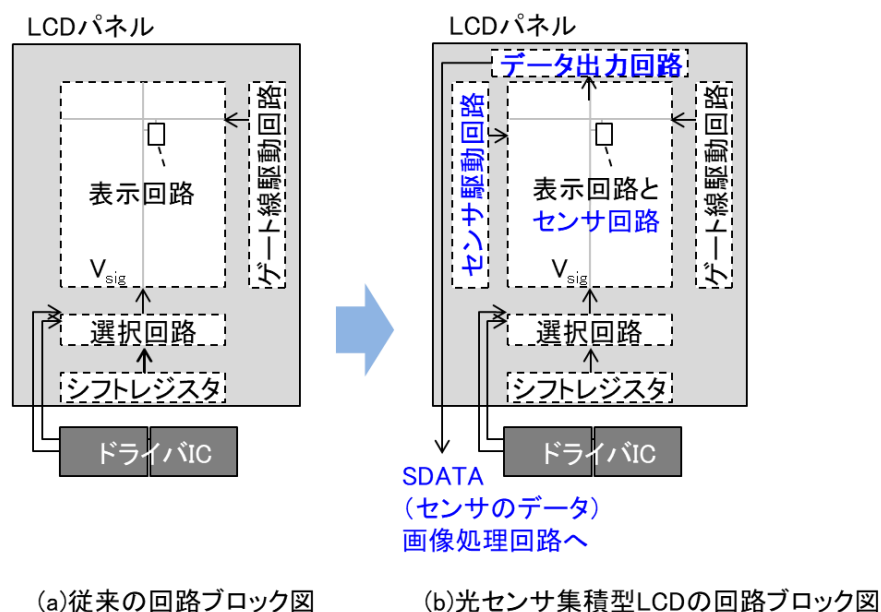 LCDパネル
表示回路
ゲート線駆動回路
Vsig
選択回路
シフトレジスタ
ドライバIC
(a)従来の回路ブロック図
LCDパネル
データ出力回路
センサ駆動回路
表示回路と
センサ回路
ゲート線駆動回路
Vsig
選択回路
シフトレジスタ
ドライバIC
SDATA
(センサのデータ)
画像処理回路へ
(b)光センサ集積型LCDの回路ブロック図